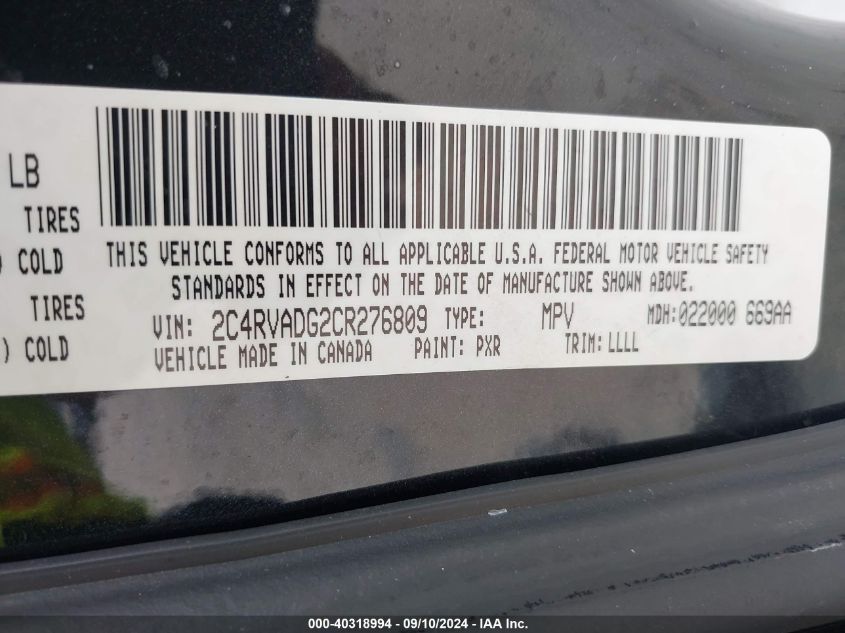 LB
TIRES
) COLD
TIRES
) COLD
THIS VEHICLE CONFORMS TO ALL APPLICABLE U.S.A. FEDERAL MOTOR VEHICLE SAFETY
STANDARDS IN EFFECT ON THE DATE OF MANUFACTURE SHOWN ABOVE.
VIN: 2C4RVADG2CR276809 TYPE: MPV MDH:022000 669AA
VEHICLE MADE IN CANADA PAINT: PXR TRIM:LLLL
000-40318994 - 09/10/2024 - IAA Inc.